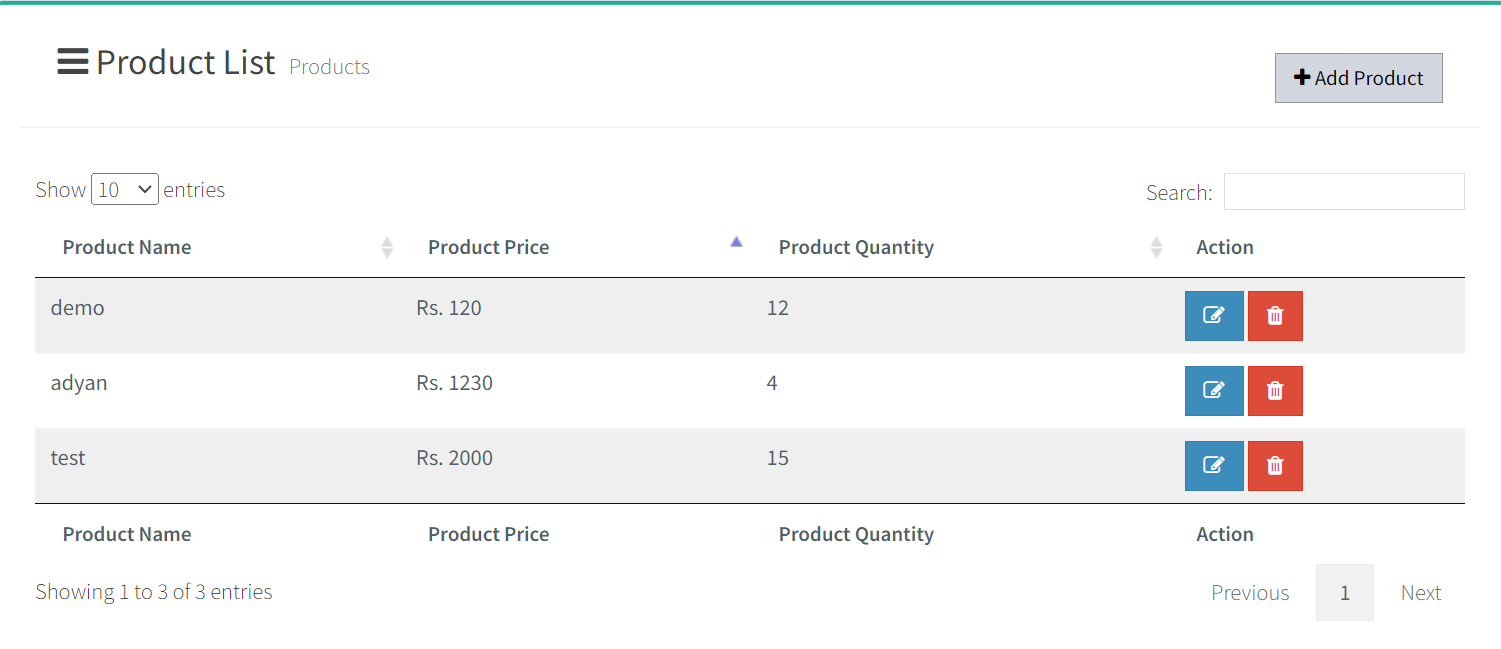 Product List Products
Add Product
Show 10 entries
Search:
Product Name Product Price Product Quantity Action
demo Rs. 120 12
adyan Rs. 1230 4
test Rs. 2000 15
Product Name Product Price Product Quantity Action
Showing 1 to 3 of 3 entries
Previous 1 Next